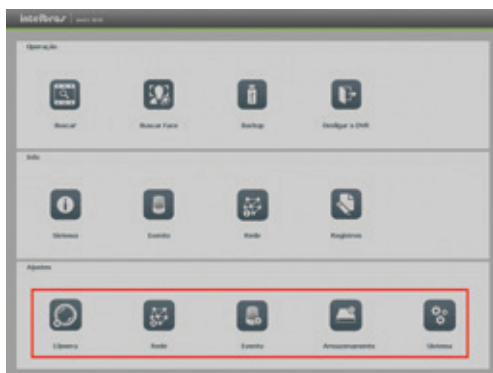 intelbras
Operação
Buscar Buscar Face Backup Desligar o DVR
Info
Sistema Evento Rede Registros
Ajustes
Câmera Rede Evento Armazenamento Sistema